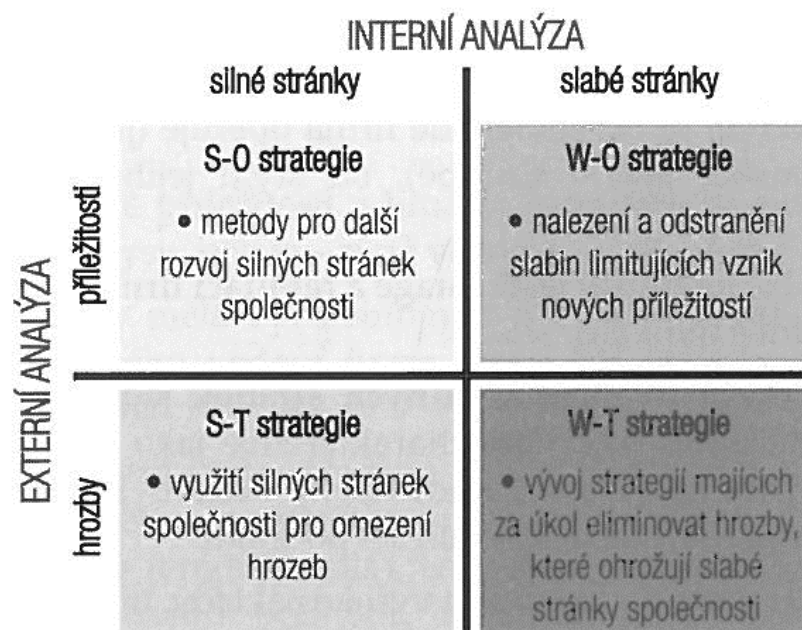 INTERNÍ ANALÝZA
silné stránky
slabé stránky
EXTERNÍ ANALÝZA
příležitosti
S-O strategie
• metody pro další
rozvoj silných stránek
společnosti
W-O strategie
• nalezení a odstranění
slabin limitujících vznik
nových příležitostí
hrozby
S-T strategie
• využití silných stránek
společnosti pro omezení
hrozeb
W-T strategie
• vývoj strategií majících
za úkol eliminovat hrozby,
které ohrožují slabé
stránky společnosti